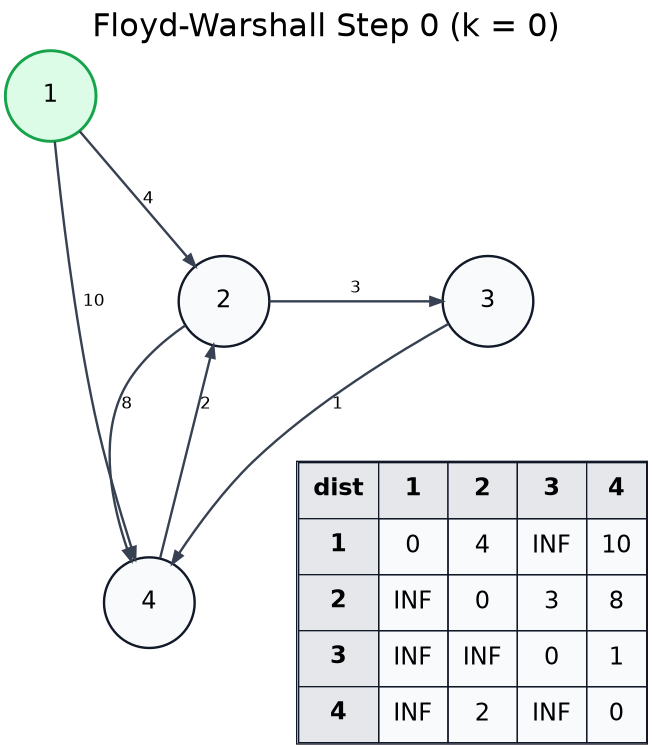 Floyd-Warshall Step 0 (k = 0)
1
4
10
2
3
3
8
2
1
4
dist 1 2 3 4
1 0 4 INF 10
2 INF 0 3 8
3 INF INF 0 1
4 INF 2 INF 0